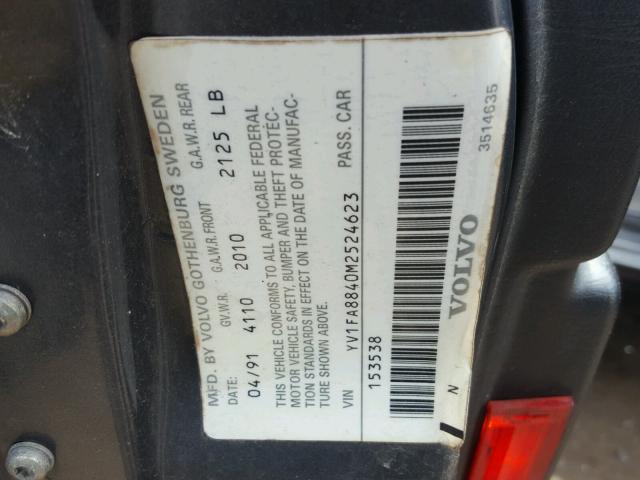 MFD. BY VOLVO GOTHENBURG SWEDEN
DATE: G.V.W.R. G.A.W.R. FRONT G.A.W.R. REAR
04/91 4110 2010 2125 LB
THIS VEHICLE CONFORMS TO ALL APPLICABLE FEDERAL
MOTOR VEHICLE SAFETY, BUMPER AND THEFT PROTEC-
TION STANDARDS IN EFFECT ON THE DATE OF MANUFAC-
TURE SHOWN ABOVE.
VIN PASS. CAR
153538 YV1FA8840M2524623
N VOLVO 3514635